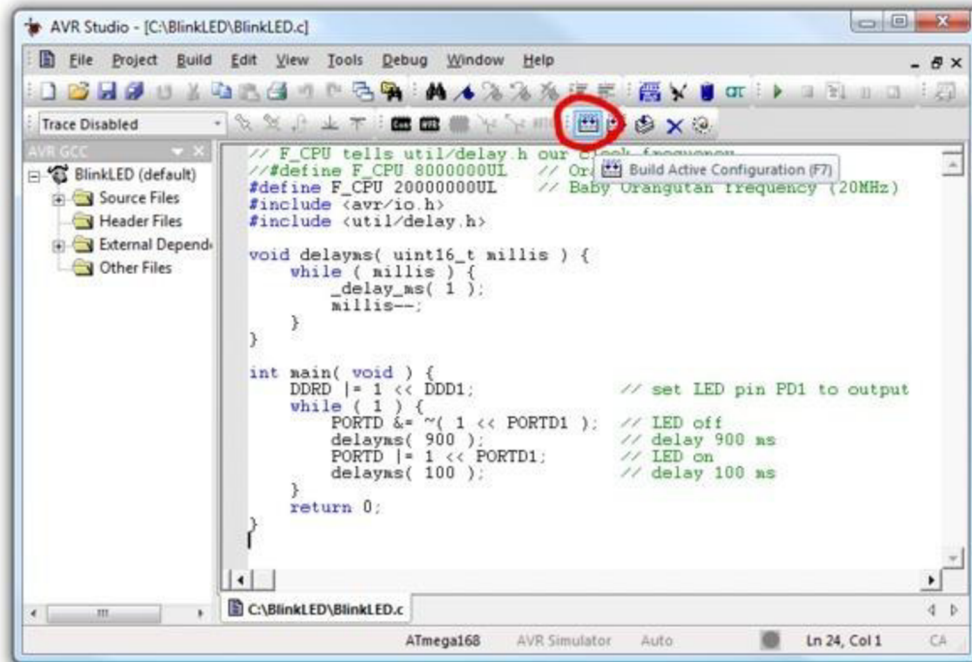 AVR Studio - [C:\BlinkLED\BlinkLED.c]
File Project Build Edit View Tools Debug Window Help
Trace Disabled
AVR GCC
BlinkLED (default)
Source Files
Header Files
External Depende
Other Files
// F_CPU tells util/delay.h our clock frequency
//#define F_CPU 8000000UL // Ora
Build Active Configuration (F7)
#define F_CPU 20000000UL // Baby Orangutan frequency (20MHz)
#include <avr/io.h>
#include <util/delay.h>
void delayms( uint16_t millis ) {
while ( millis ) {
_delay_ms( 1 );
millis--;
}
}
int main( void ) {
DDRD |= 1 << DDD1; // set LED pin PD1 to output
while ( 1 ) {
PORTD &= ~( 1 << PORTD1 ); // LED off
delayms( 900 ); // delay 900 ms
PORTD |= 1 << PORTD1; // LED on
delayms( 100 ); // delay 100 ms
}
return 0;
}
C:\BlinkLED\BlinkLED.c
ATmega168 AVR Simulator Auto Ln 24, Col 1 CA